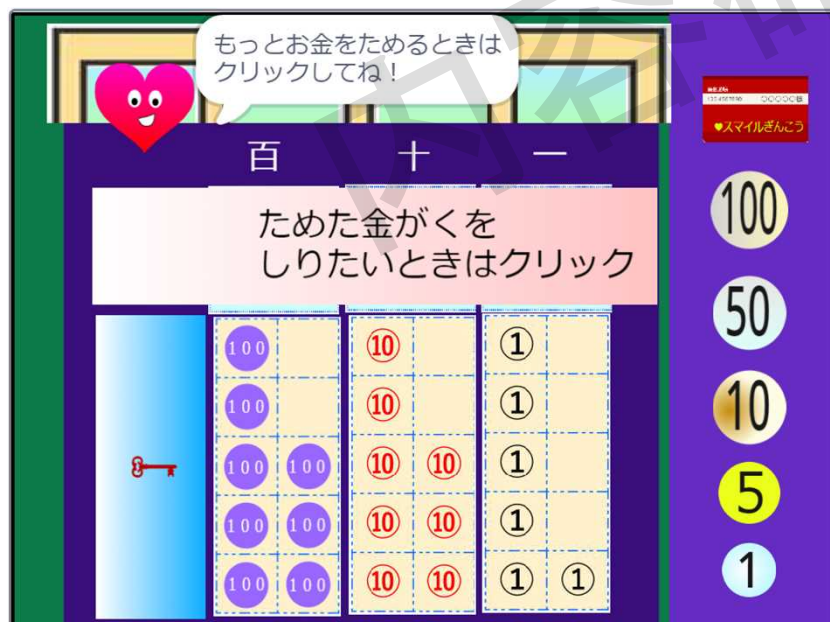 もっとお金をためるときは
クリックしてね！
百 十 一
ためた金がくを
しりたいときはクリック
♥スマイルぎんこう
100
50
10
5
1
100 10 1
100 10 1
100 100 10 10 1
100 100 10 10 1
100 100 10 10 1 1